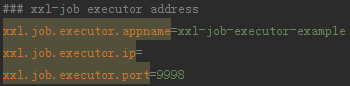 ### xxl-job executor address
xxl.job.executor.appname=xxl-job-executor-example
xxl.job.executor.ip=
xxl.job.executor.port=9998